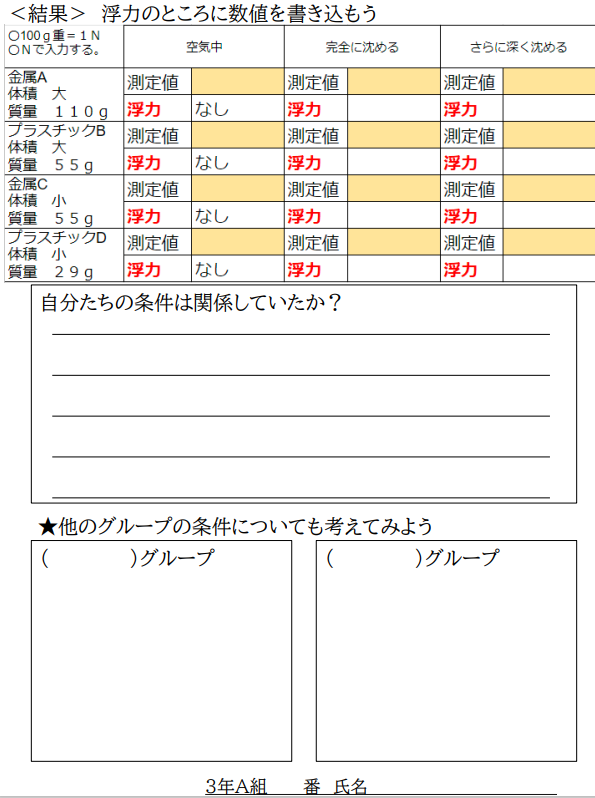 ＜結果＞　浮力のところに数値を書き込もう
○100ｇ重＝１Ｎ
○Ｎで入力する。
空気中　完全に沈める　さらに深く沈める
金属A
体積　大
質量　１１０ｇ
測定値　測定値　測定値
浮力　なし　浮力　浮力
プラスチックB
体積　大
質量　５５ｇ
測定値　測定値　測定値
浮力　なし　浮力　浮力
金属C
体積　小
質量　５５ｇ
測定値　測定値　測定値
浮力　なし　浮力　浮力
プラスチックD
体積　小
質量　２９ｇ
測定値　測定値　測定値
浮力　なし　浮力　浮力
自分たちの条件は関係していたか？
★他のグループの条件についても考えてみよう
(　　　　)グループ　(　　　　)グループ
３年A組　　番　氏名